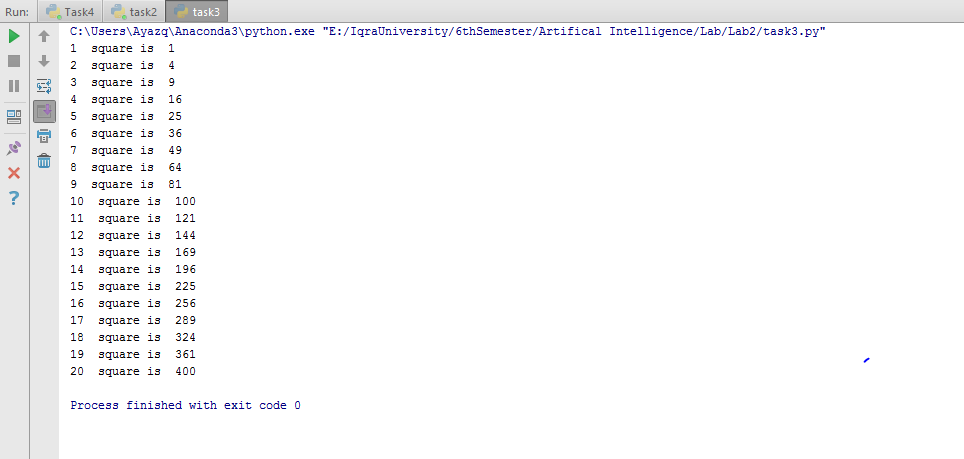 Run: Task4 task2 task3
C:\Users\Ayazq\Anaconda3\python.exe "E:/IqraUniversity/6thSemester/Artifical Intelligence/Lab/Lab2/task3.py"
1  square is  1
2  square is  4
3  square is  9
4  square is  16
5  square is  25
6  square is  36
7  square is  49
8  square is  64
9  square is  81
10  square is  100
11  square is  121
12  square is  144
13  square is  169
14  square is  196
15  square is  225
16  square is  256
17  square is  289
18  square is  324
19  square is  361
20  square is  400
Process finished with exit code 0